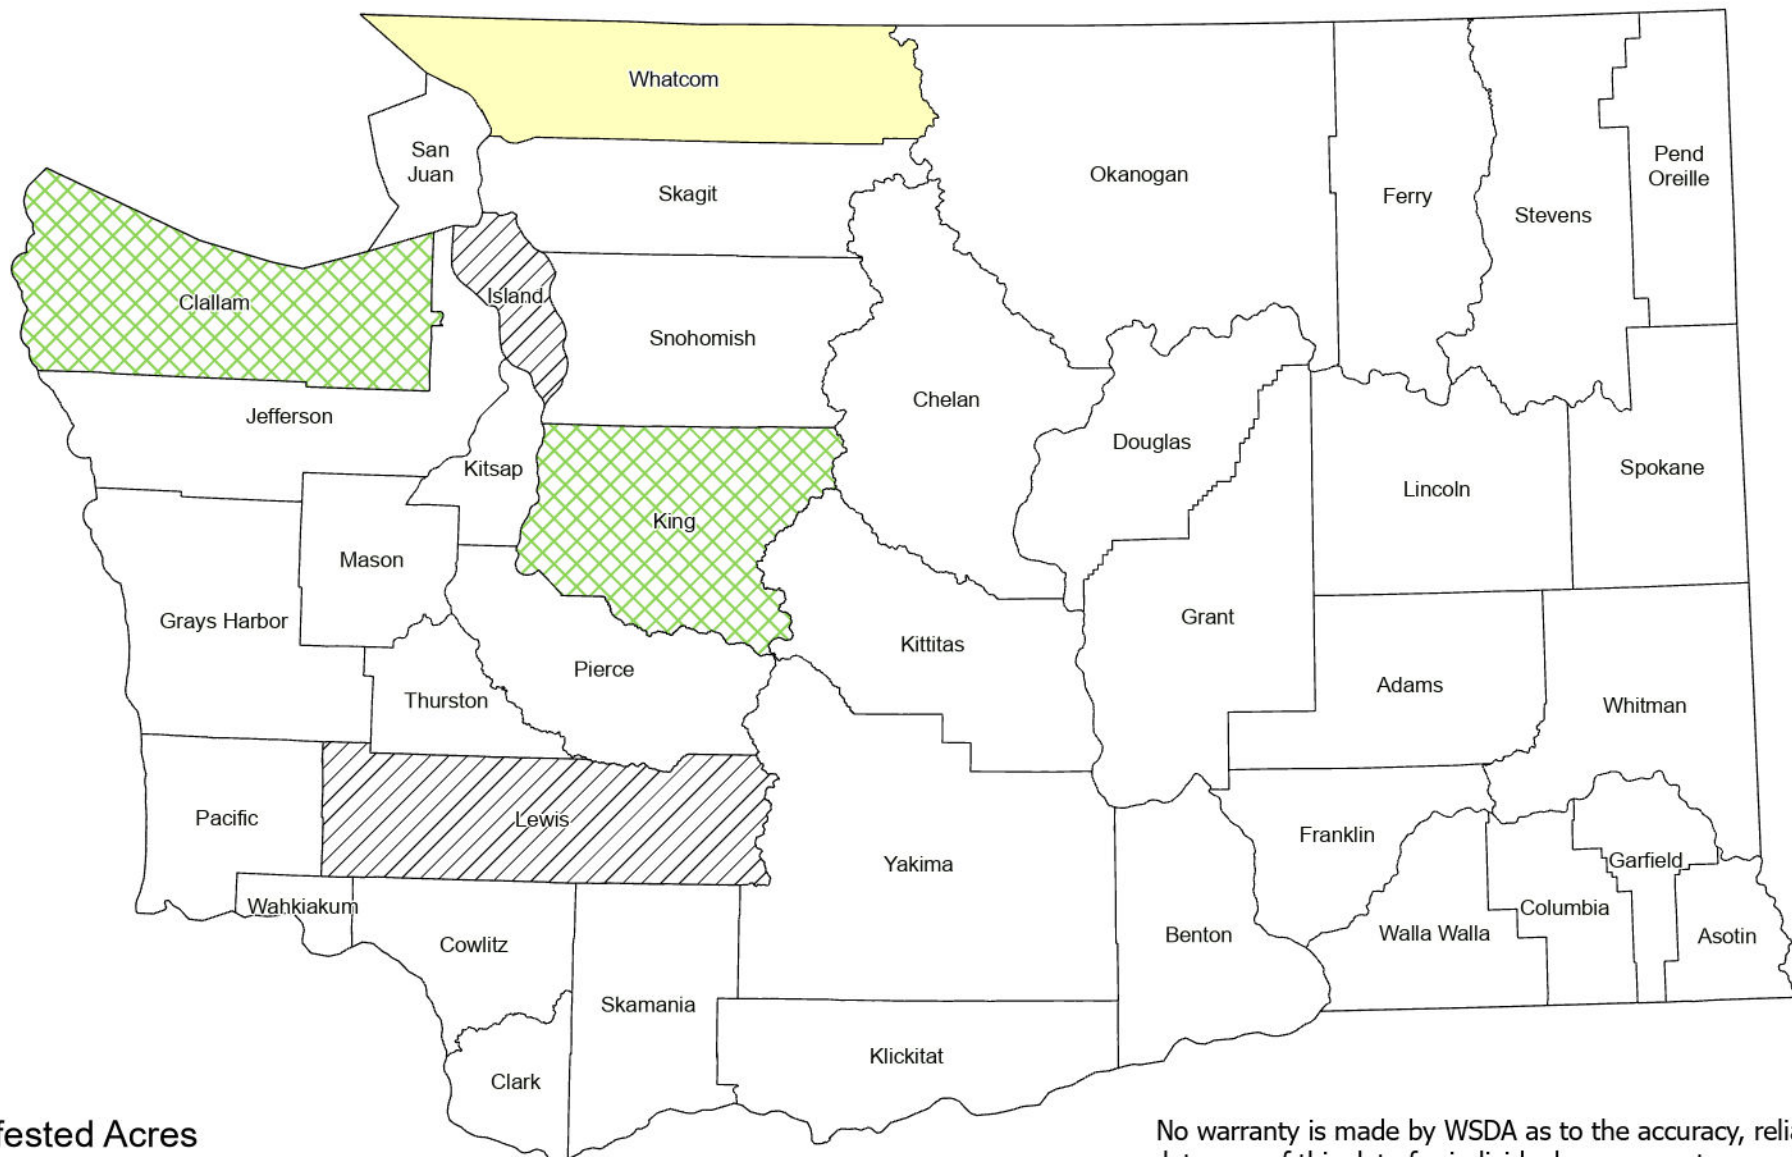 Whatcom
San
Juan
Skagit
Okanogan
Ferry
Stevens
Pend
Oreille
Clallam
Island
Snohomish
Chelan
Jefferson
Kitsap
King
Douglas
Lincoln
Spokane
Mason
Grays Harbor
Thurston
Pierce
Kittitas
Grant
Adams
Whitman
Pacific
Lewis
Yakima
Franklin
Garfield
Wahkiakum
Cowlitz
Skamania
Benton
Walla Walla
Columbia
Asotin
Clark
Klickitat
fested Acres
No warranty is made by WSDA as to the accuracy, relia